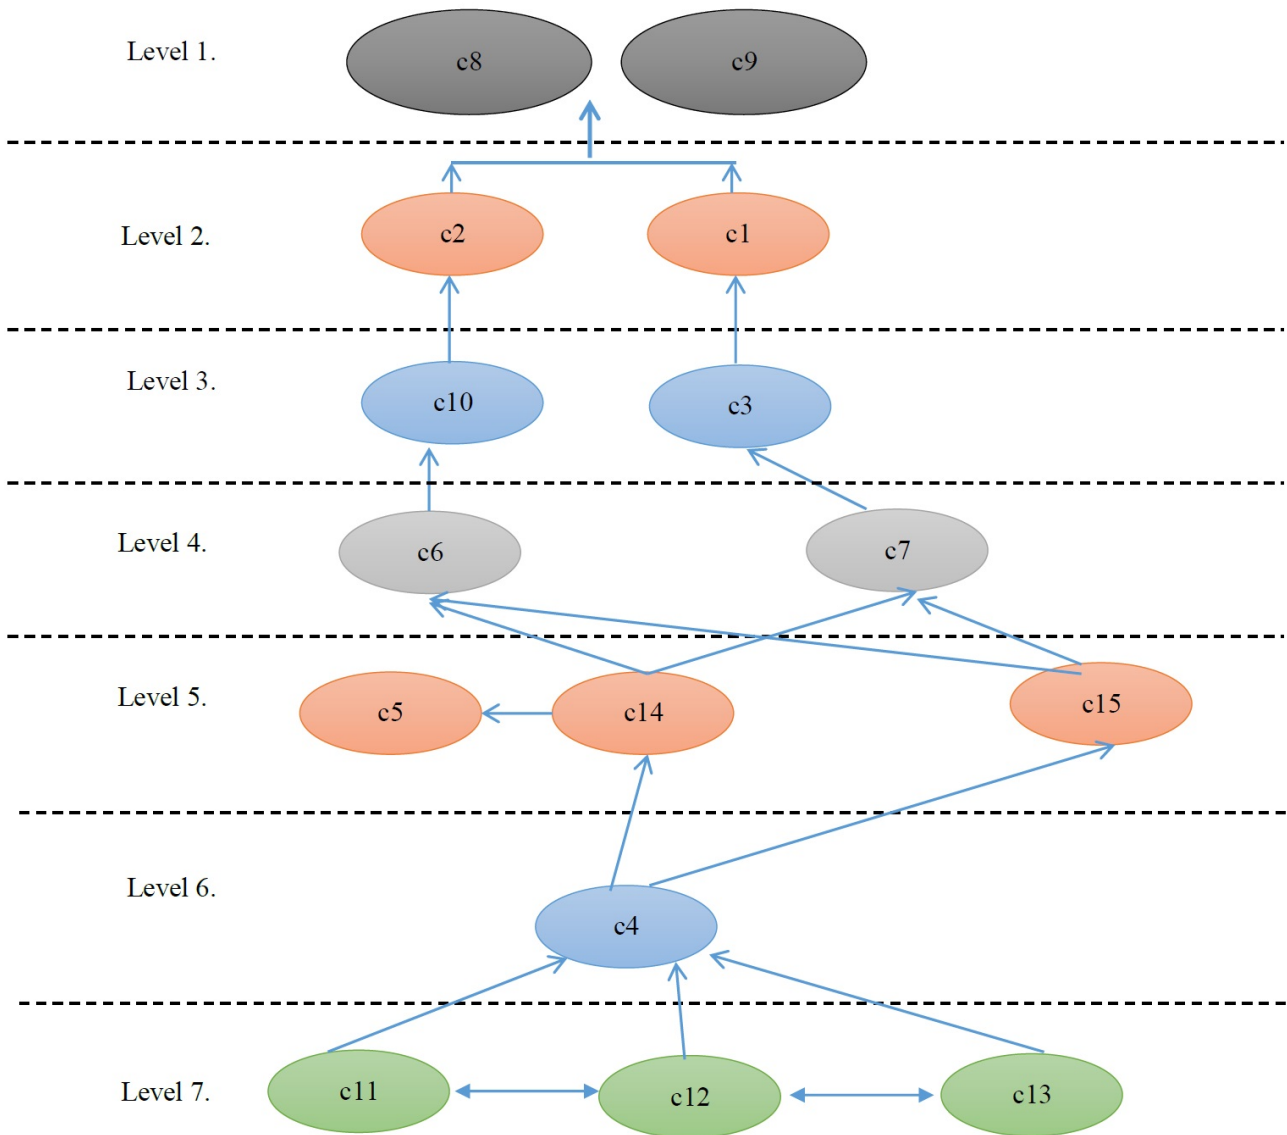 Level 1.
c8
c9
Level 2.
c2
c1
Level 3.
c10
c3
Level 4.
c6
c7
Level 5.
c5
c14
c15
Level 6.
c4
Level 7.
c11
c12
c13